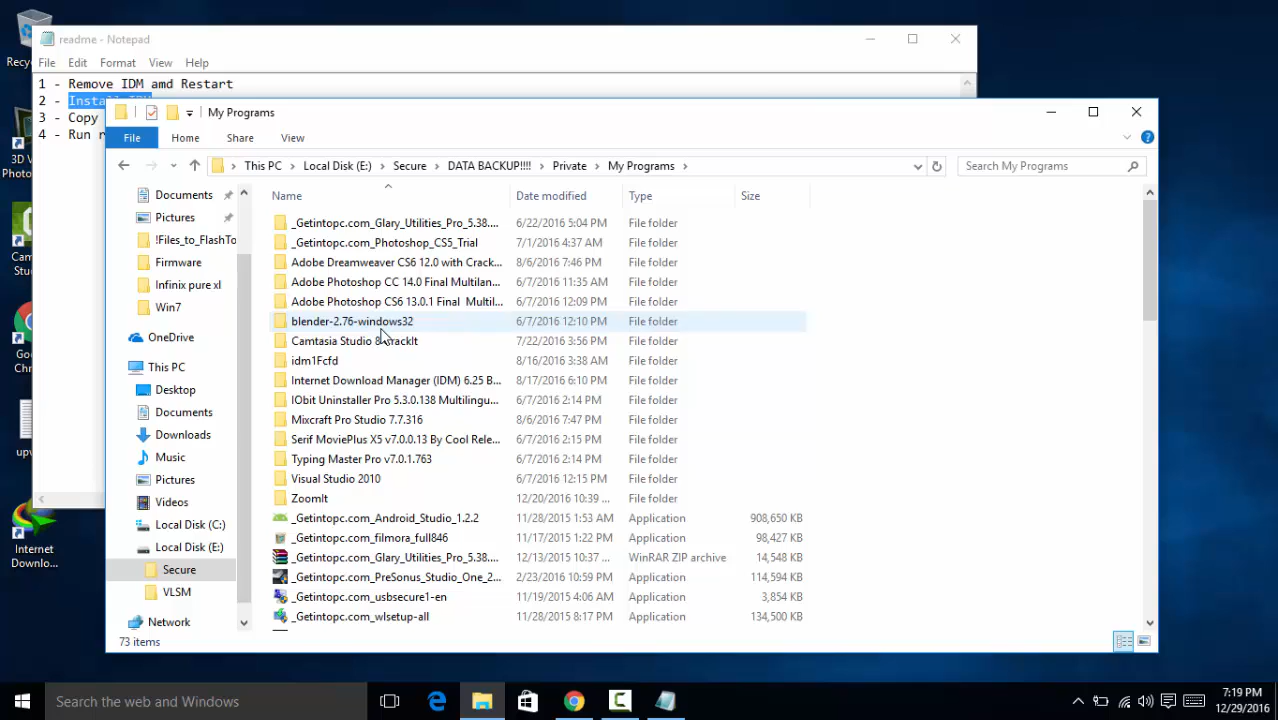 Recy
readme - Notepad
File Edit Format View Help
1 - Remove IDM amd Restart
2 - Install
3 - Copy
4 - Run r
My Programs
File Home Share View
This PC Local Disk (E:) Secure DATA BACKUP!!!! Private My Programs
Search My Programs
Name Date modified Type Size
Documents
Pictures
!Files_to_FlashTo
Firmware
Infinix pure xl
Win7
OneDrive
This PC
Desktop
Documents
Downloads
Music
Pictures
Videos
Local Disk (C:)
Local Disk (E:)
Secure
VLSM
Network
_Getintopc.com_Glary_Utilities_Pro_5.38.... 6/22/2016 5:04 PM File folder
_Getintopc.com_Photoshop_CS5_Trial 7/1/2016 4:37 AM File folder
Adobe Dreamweaver CS6 12.0 with Crack... 8/6/2016 7:46 PM File folder
Adobe Photoshop CC 14.0 Final Multilan... 6/7/2016 11:35 AM File folder
Adobe Photoshop CS6 13.0.1 Final Multil... 6/7/2016 12:09 PM File folder
blender-2.76-windows32 6/7/2016 12:10 PM File folder
Camtasia Studio 8 crackIt 7/22/2016 3:56 PM File folder
idm1Fcfd 8/16/2016 3:38 AM File folder
Internet Download Manager (IDM) 6.25 B... 8/17/2016 6:10 PM File folder
IObit Uninstaller Pro 5.3.0.138 Multilingu... 6/7/2016 2:14 PM File folder
Mixcraft Pro Studio 7.7.316 8/6/2016 7:47 PM File folder
Serif MoviePlus X5 v7.0.0.13 By Cool Rele... 6/7/2016 2:15 PM File folder
Typing Master Pro v7.0.1.763 6/7/2016 2:14 PM File folder
Visual Studio 2010 6/7/2016 12:15 PM File folder
ZoomIt 12/20/2016 10:39 ... File folder
_Getintopc.com_Android_Studio_1.2.2 11/28/2015 1:53 AM Application 908,650 KB
_Getintopc.com_filmora_full846 11/17/2015 1:22 PM Application 98,427 KB
_Getintopc.com_Glary_Utilities_Pro_5.38.... 12/13/2015 10:37 ... WinRAR ZIP archive 14,548 KB
_Getintopc.com_PreSonus_Studio_One_2... 2/23/2016 10:59 PM Application 114,594 KB
_Getintopc.com_usbsecure1-en 11/19/2015 4:06 AM Application 3,854 KB
_Getintopc.com_wlsetup-all 11/28/2015 8:17 PM Application 134,500 KB
73 items
3D V
Photos
Cam
Stud
Goo
Chr
upv
Internet
Downlo...
Search the web and Windows
7:19 PM
12/29/2016